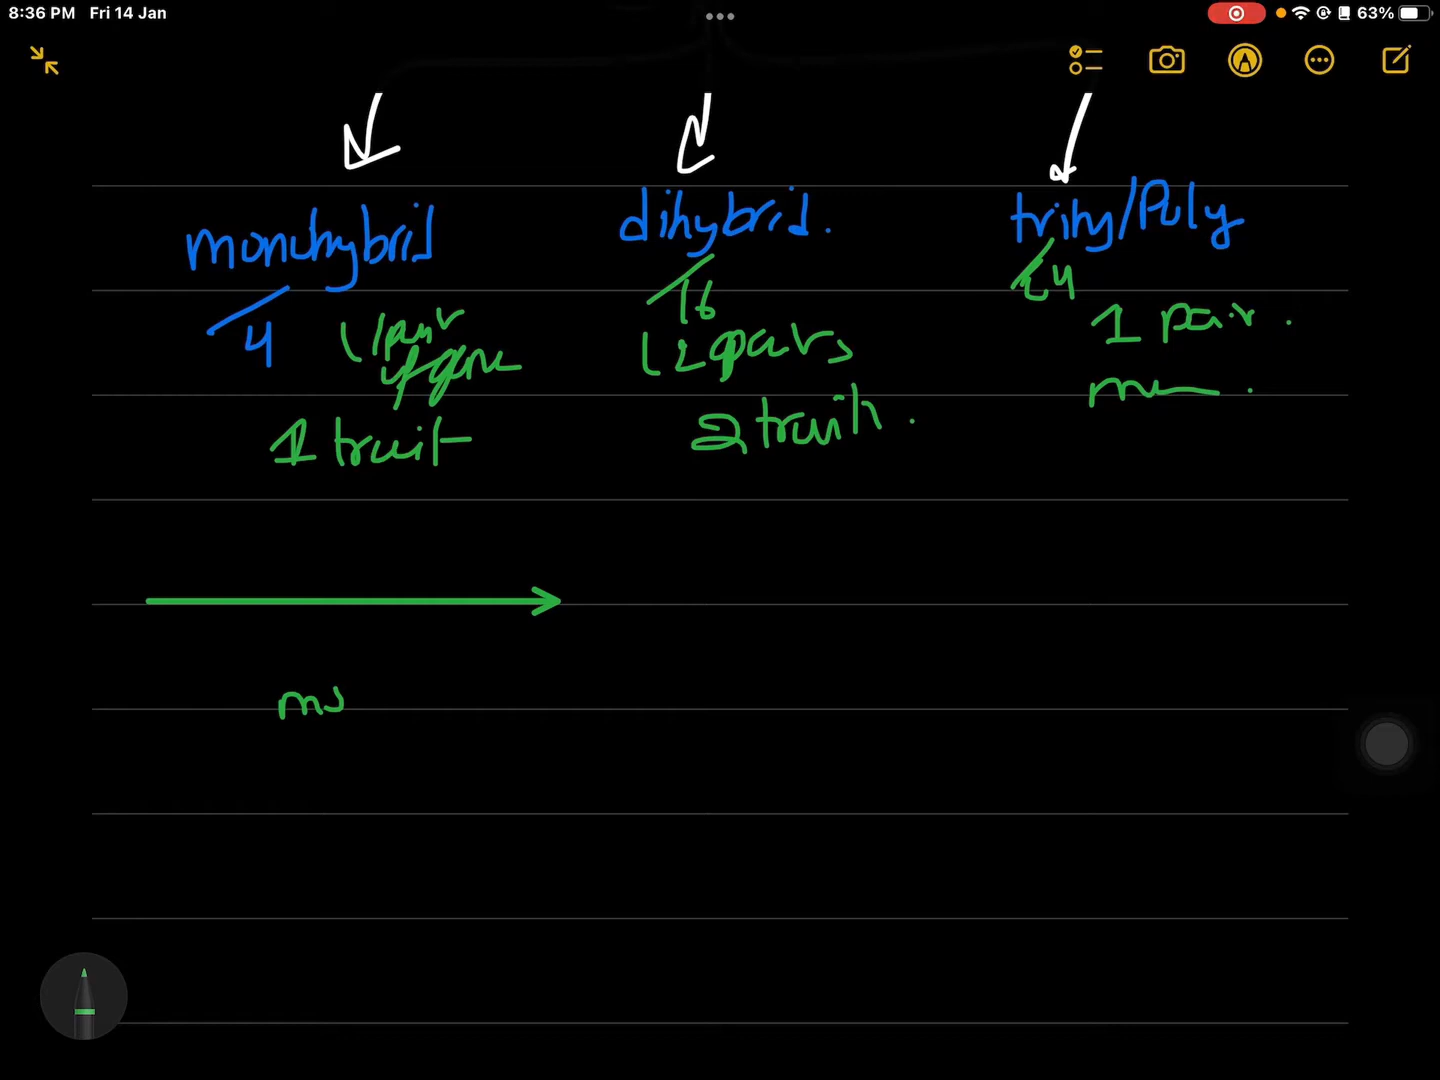 8:36 PM Fri 14 Jan 63%
monohybrid dihybrid. trihy/Poly
4 16 64
1 pair of gene 2 pairs 1 pair.
1 trait 2 traits.